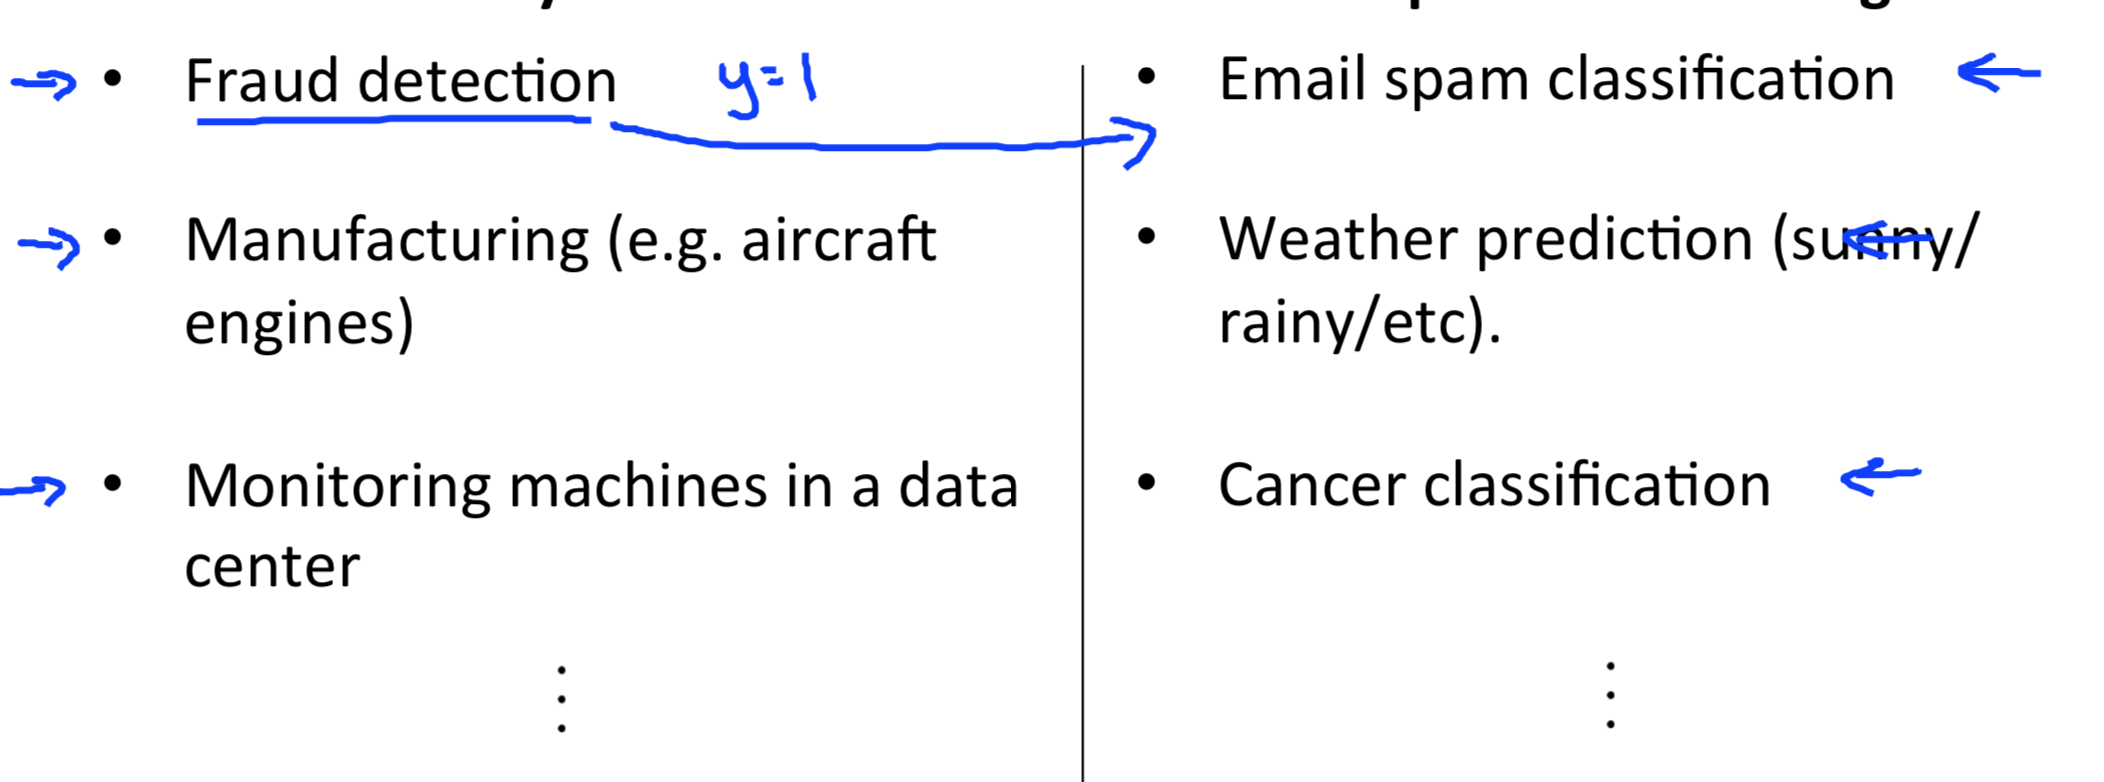 • Fraud detection y=1
• Manufacturing (e.g. aircraft
engines)
• Monitoring machines in a data
center
• Email spam classification
• Weather prediction (sunny/
rainy/etc).
• Cancer classification